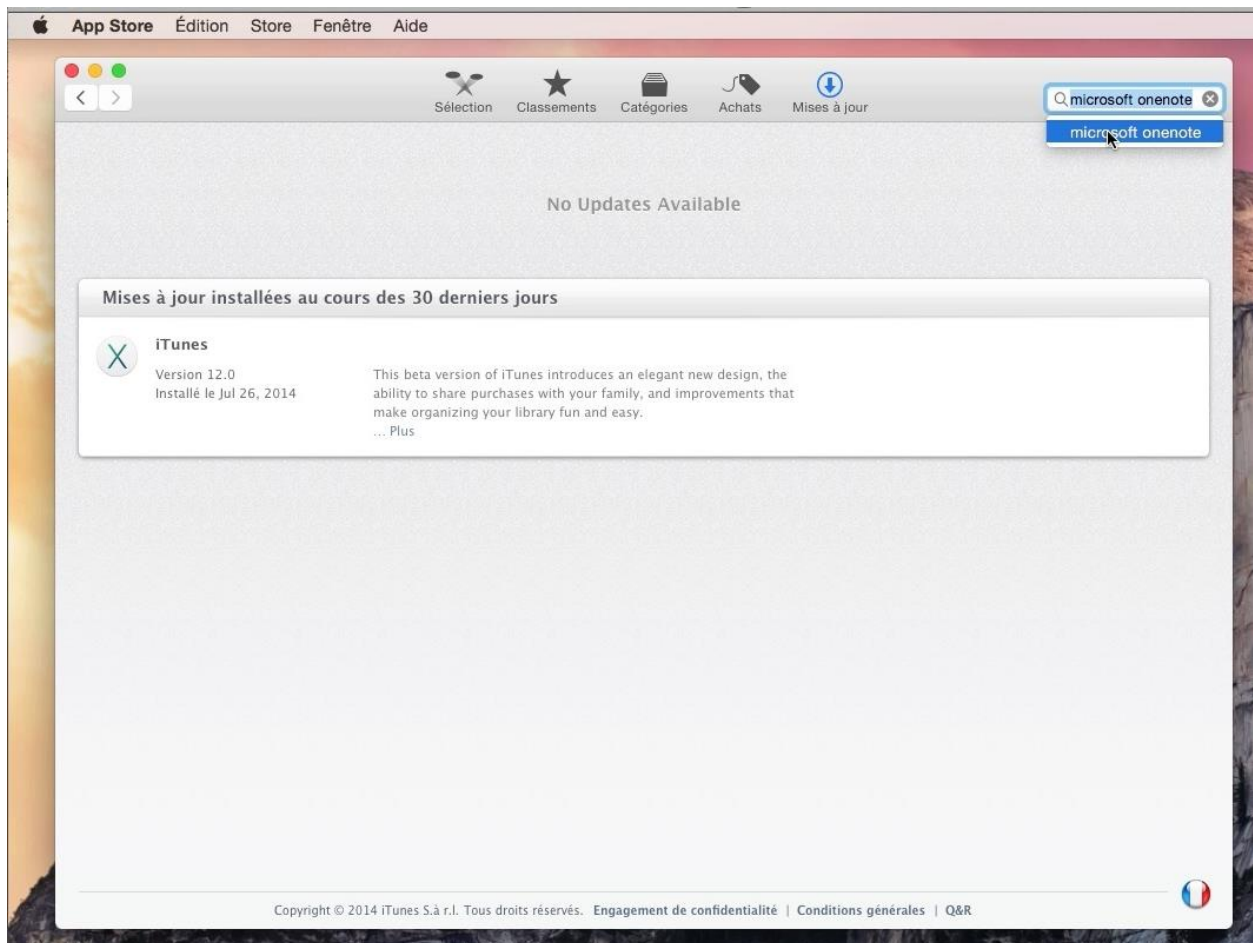 App Store Édition Store Fenêtre Aide
Sélection Classements Catégories Achats Mises à jour
microsoft onenote
microsoft onenote
No Updates Available
Mises à jour installées au cours des 30 derniers jours
iTunes
Version 12.0
Installé le Jul 26, 2014
This beta version of iTunes introduces an elegant new design, the
ability to share purchases with your family, and improvements that
make organizing your library fun and easy.
... Plus
Copyright © 2014 iTunes S.à r.l. Tous droits réservés. Engagement de confidentialité | Conditions générales | Q&R